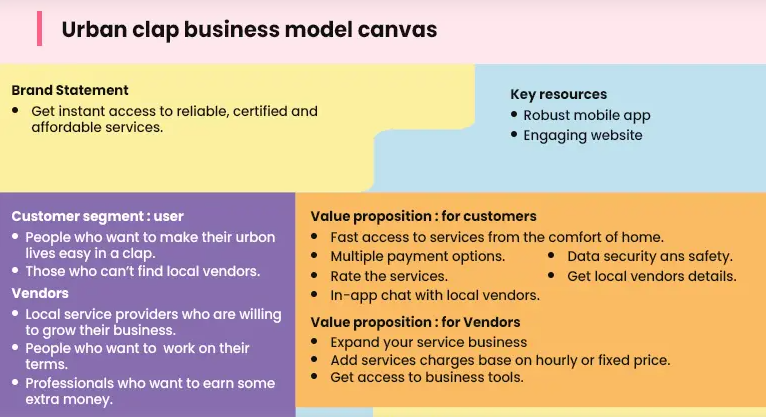 Urban clap business model canvas
Brand Statement
• Get instant access to reliable, certified and
affordable services.
Key resources
• Robust mobile app
• Engaging website
Customer segment : user
• People who want to make their urbon
lives easy in a clap.
• Those who can't find local vendors.
Vendors
• Local service providers who are willing
to grow their business.
• People who want to work on their
terms.
• Professionals who want to earn some
extra money.
Value proposition : for customers
• Fast access to services from the comfort of home.
• Multiple payment options.
• Rate the services.
• In-app chat with local vendors.
• Data security ans safety.
• Get local vendors details.
Value proposition : for Vendors
• Expand your service business
• Add services charges base on hourly or fixed price.
• Get access to business tools.